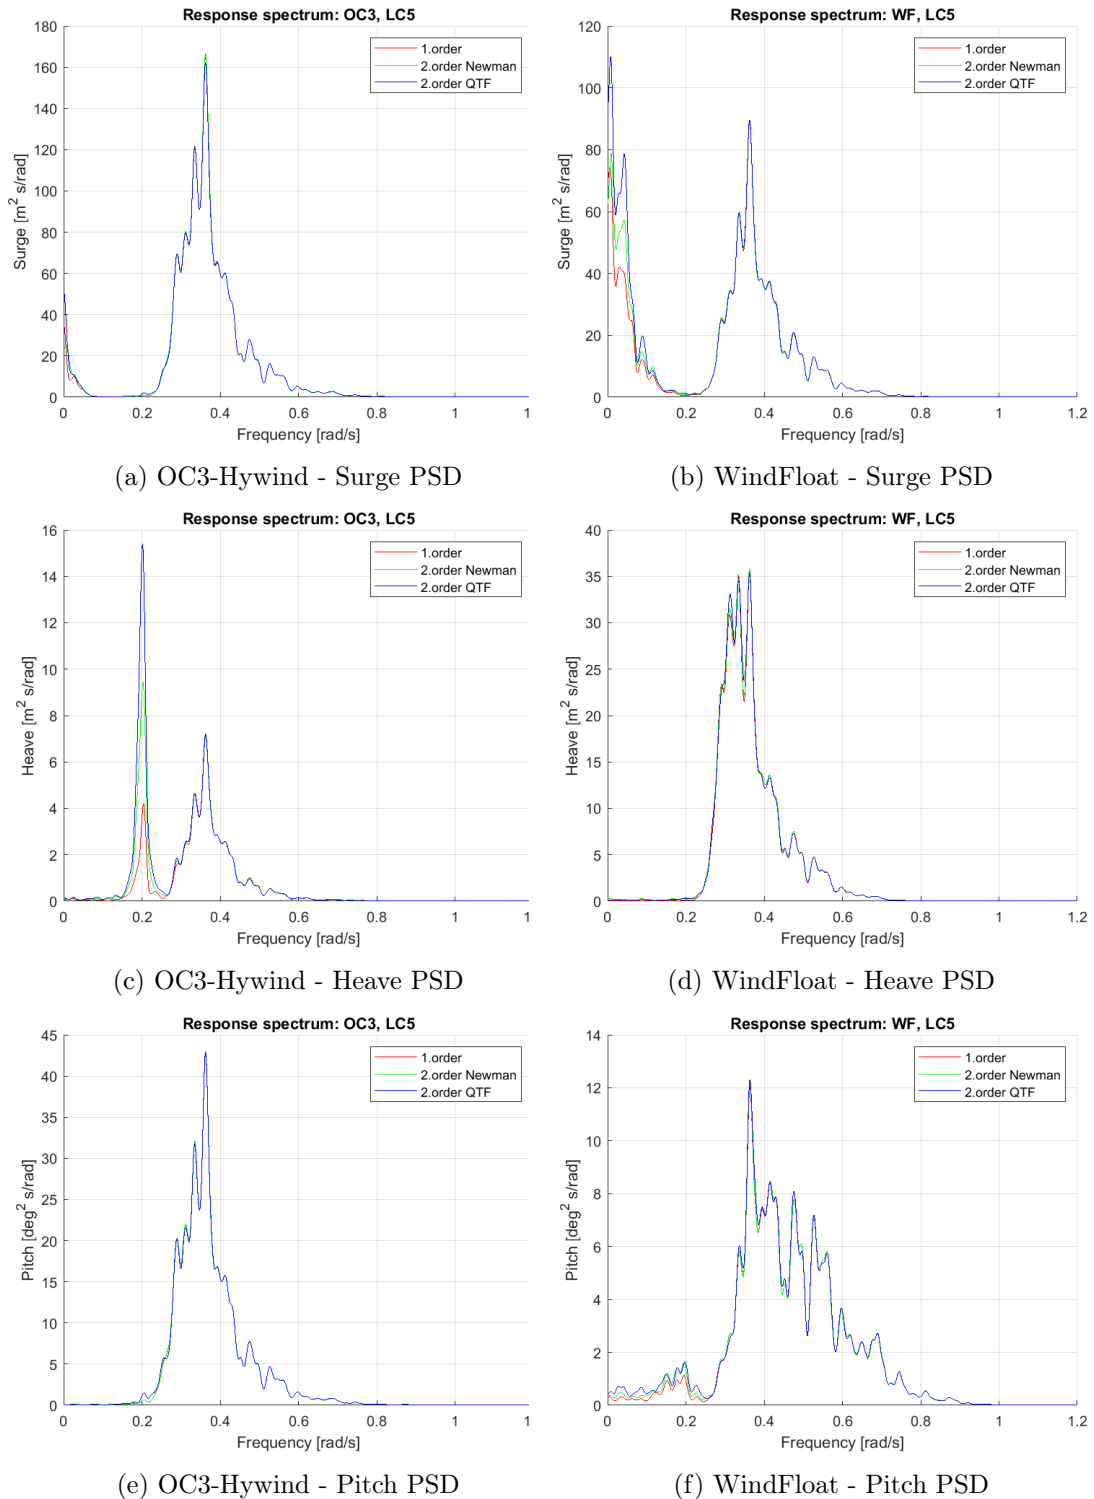 Response spectrum: OC3, LC5
180
160
140
120
100
80
60
40
20
0
Surge [m² s/rad]
1.order
2.order Newman
2.order QTF
0 0.2 0.4 0.6 0.8 1 1
Frequency [rad/s]
(a) OC3-Hywind - Surge PSD
Response spectrum: WF, LC5
120
100
80
60
40
20
0
Surge [m² s/rad]
1.order
2.order Newman
2.order QTF
0 0.2 0.4 0.6 0.8 1 1.2
Frequency [rad/s]
(b) WindFloat - Surge PSD
Response spectrum: OC3, LC5
16
14
12
10
8
6
4
2
0
Heave [m² s/rad]
1.order
2.order Newman
2.order QTF
0 0.2 0.4 0.6 0.8 1 1
Frequency [rad/s]
(c) OC3-Hywind - Heave PSD
Response spectrum: WF, LC5
40
35
30
25
20
15
10
5
0
Heave [m² s/rad]
1.order
2.order Newman
2.order QTF
0 0.2 0.4 0.6 0.8 1 1.2
Frequency [rad/s]
(d) WindFloat - Heave PSD
Response spectrum: OC3, LC5
45
40
35
30
25
20
15
10
5
0
Pitch [deg² s/rad]
1.order
2.order Newman
2.order QTF
0 0.2 0.4 0.6 0.8 1 1
Frequency [rad/s]
(e) OC3-Hywind - Pitch PSD
Response spectrum: WF, LC5
14
12
10
8
6
4
2
0
Pitch [deg² s/rad]
1.order
2.order Newman
2.order QTF
0 0.2 0.4 0.6 0.8 1 1.2
Frequency [rad/s]
(f) WindFloat - Pitch PSD